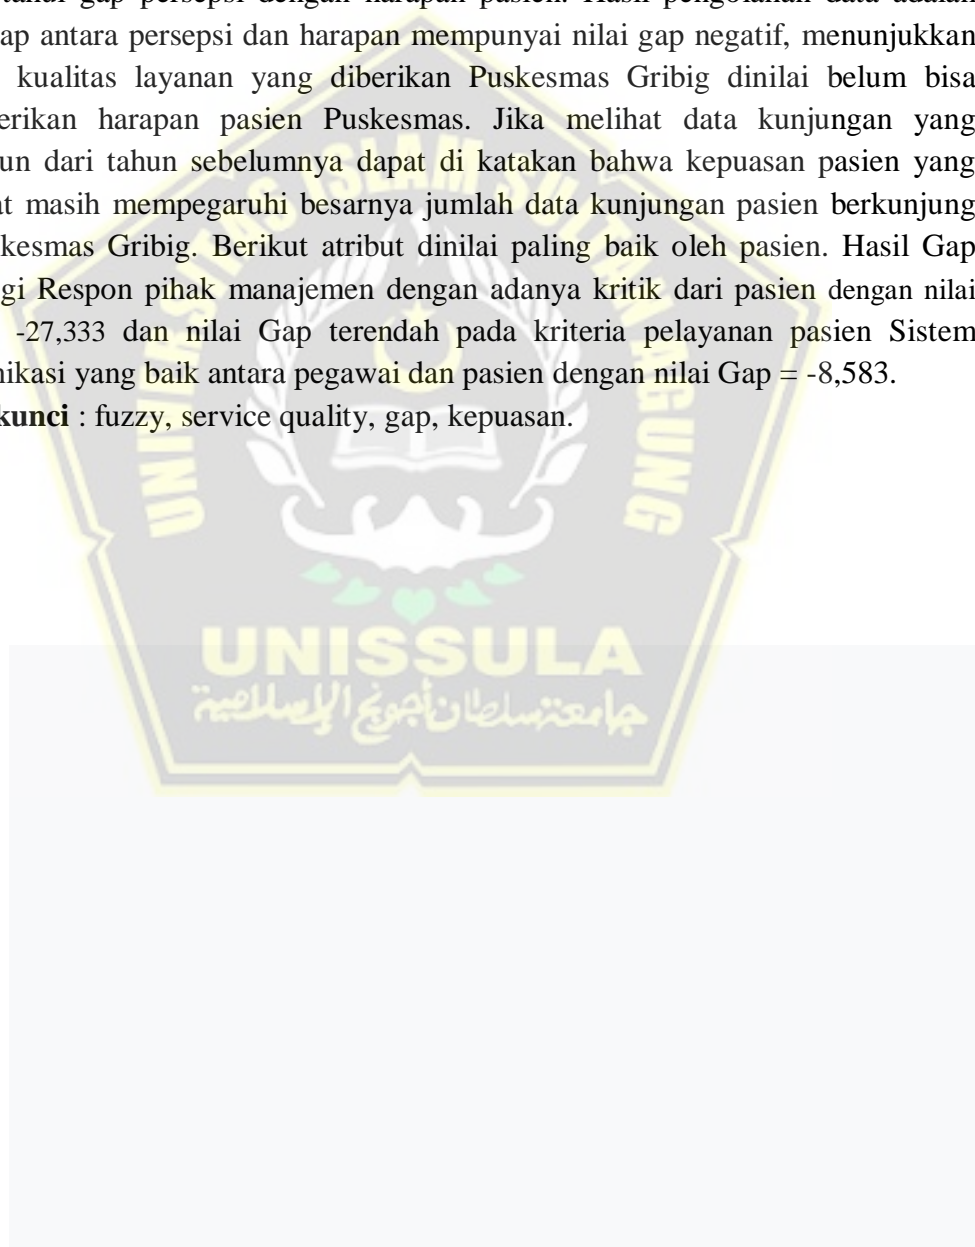 gap persepsi dengan harapan pasien. Hasil pengolahan data adalah
antara persepsi dan harapan mempunyai nilai gap negatif, menunjukkan
kualitas layanan yang diberikan Puskesmas Gribig dinilai belum bisa
erikan harapan pasien Puskesmas. Jika melihat data kunjungan yang
un dari tahun sebelumnya dapat di katakan bahwa kepuasan pasien yang
at masih mempegaruhi besarnya jumlah data kunjungan pasien berkunjung
kesmas Gribig. Berikut atribut dinilai paling baik oleh pasien. Hasil Gap
gi Respon pihak manajemen dengan adanya kritik dari pasien dengan nilai
-27,333 dan nilai Gap terendah pada kriteria pelayanan pasien Sistem
nikasi yang baik antara pegawai dan pasien dengan nilai Gap = -8,583.
kunci : fuzzy, service quality, gap, kepuasan.
UNIVERSITAS ISLAM SULTAN AGUNG
UNISSULA
جامعة سلطان أجونج الإسلامية